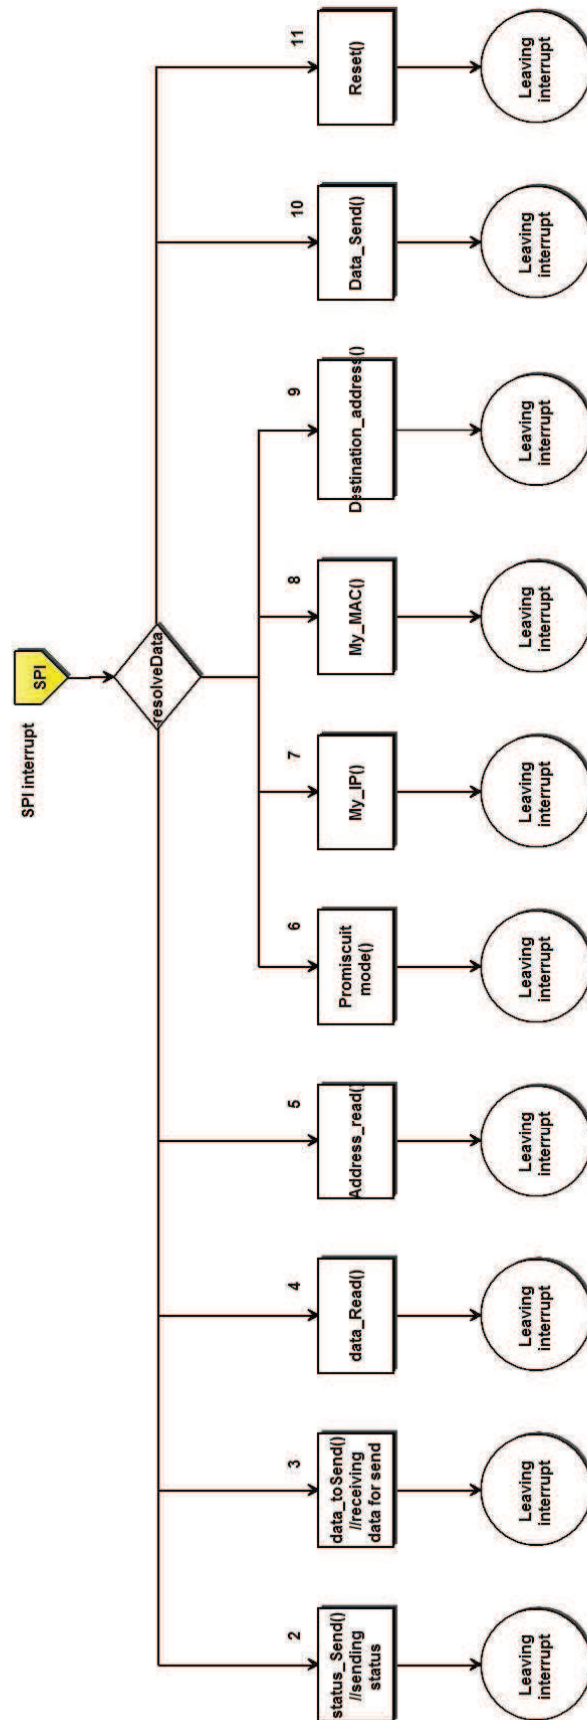 SPI interrupt
SPI
resolveData
2
3
4
5
6
7
8
9
10
11
status_Send()
//sending
status
data_toSend()
//receiving
data for send
data_Read()
Address_read()
Promiscuit
mode()
My_IP()
My_MAC()
Destination_address()
Data_Send()
Reset()
Leaving
interrupt
Leaving
interrupt
Leaving
interrupt
Leaving
interrupt
Leaving
interrupt
Leaving
interrupt
Leaving
interrupt
Leaving
interrupt
Leaving
interrupt
Leaving
interrupt